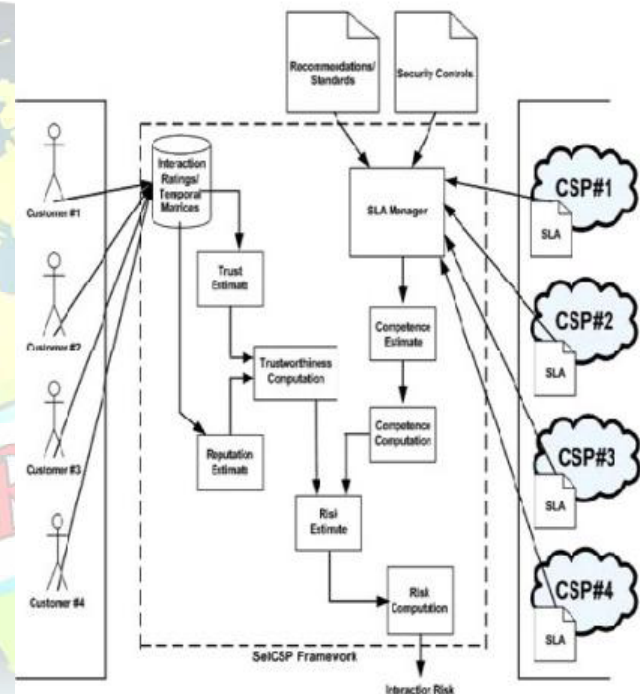 Recommendations/
Standards
Security Controls
Customer #1
Customer #2
Customer #3
Customer #4
Interaction
Ratings/
Temporal
Matrices
Trust
Estimate
Trustworthiness
Computation
Reputation
Estimate
SLA Manager
Competence
Estimate
Competence
Computation
Risk
Estimate
Risk
Computation
SelCSP Framework
Interaction Risk
CSP#1
SLA
CSP#2
SLA
CSP#3
SLA
CSP#4
SLA